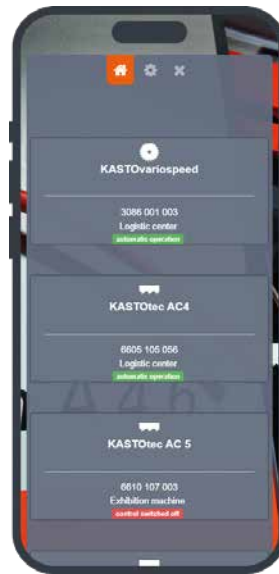 KASTOvariospeed
3086 001 003
Logistic center
automatic operation
KASTOtec AC4
6605 105 056
Logistic center
automatic operation
A46
KASTOtec AC 5
6610 107 003
Exhibition machine
control switched off